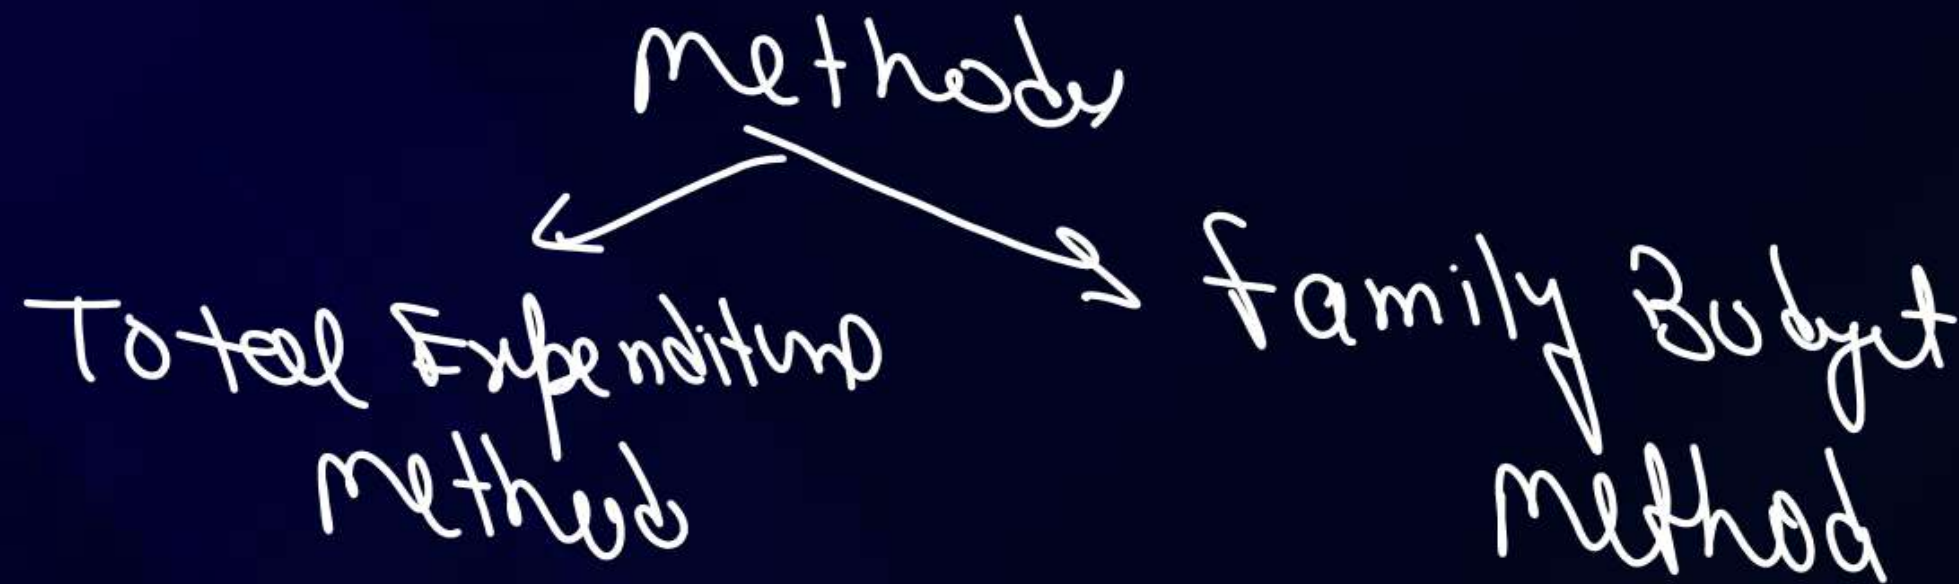 Methods
Total Expenditure
Method
Family Budget
Method